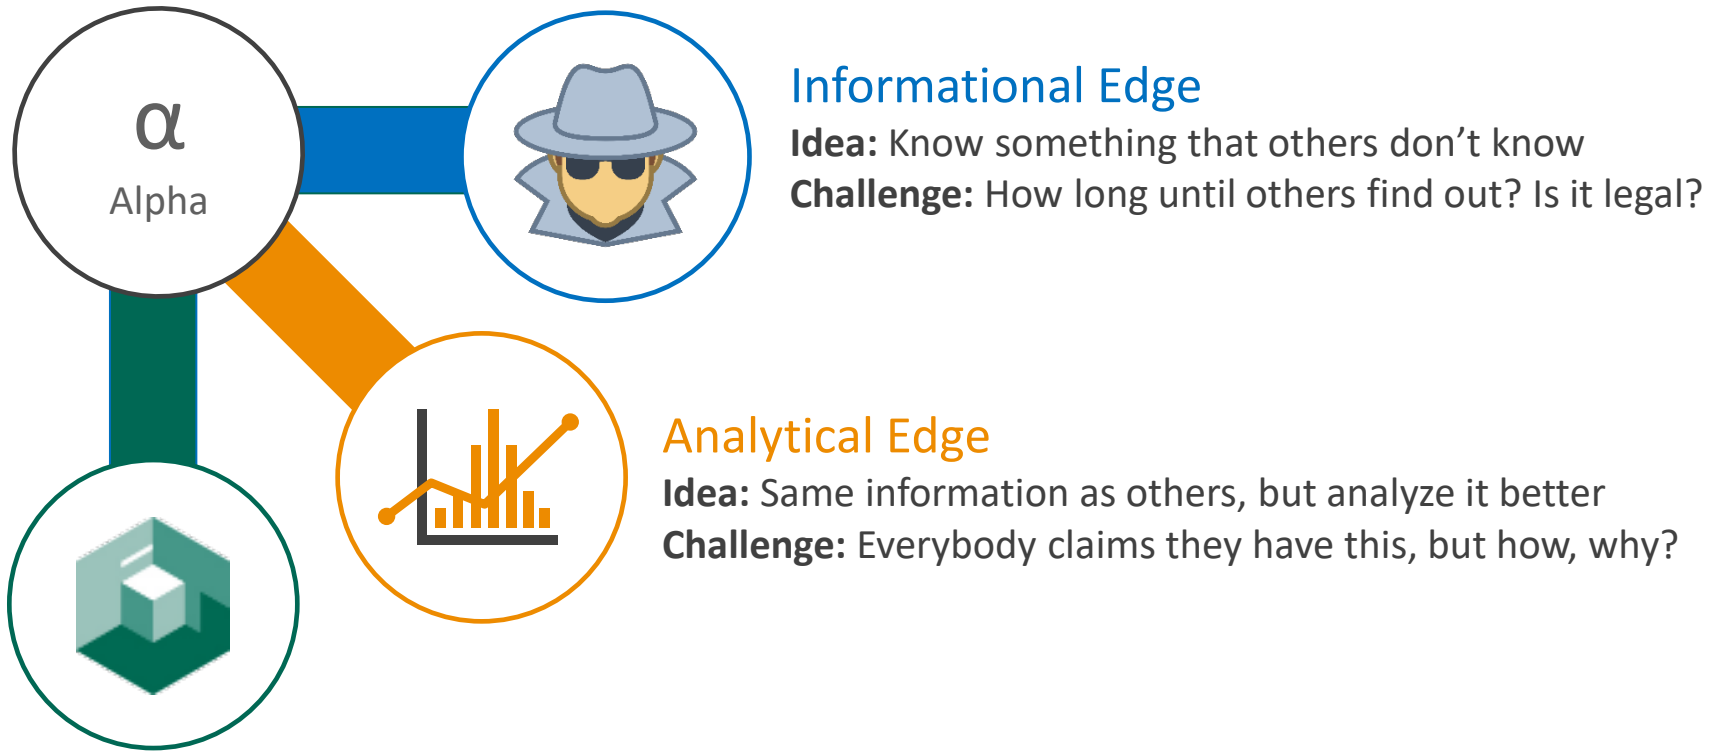 α
Alpha
Informational Edge
Idea: Know something that others don’t know
Challenge: How long until others find out? Is it legal?
Analytical Edge
Idea: Same information as others, but analyze it better
Challenge: Everybody claims they have this, but how, why?